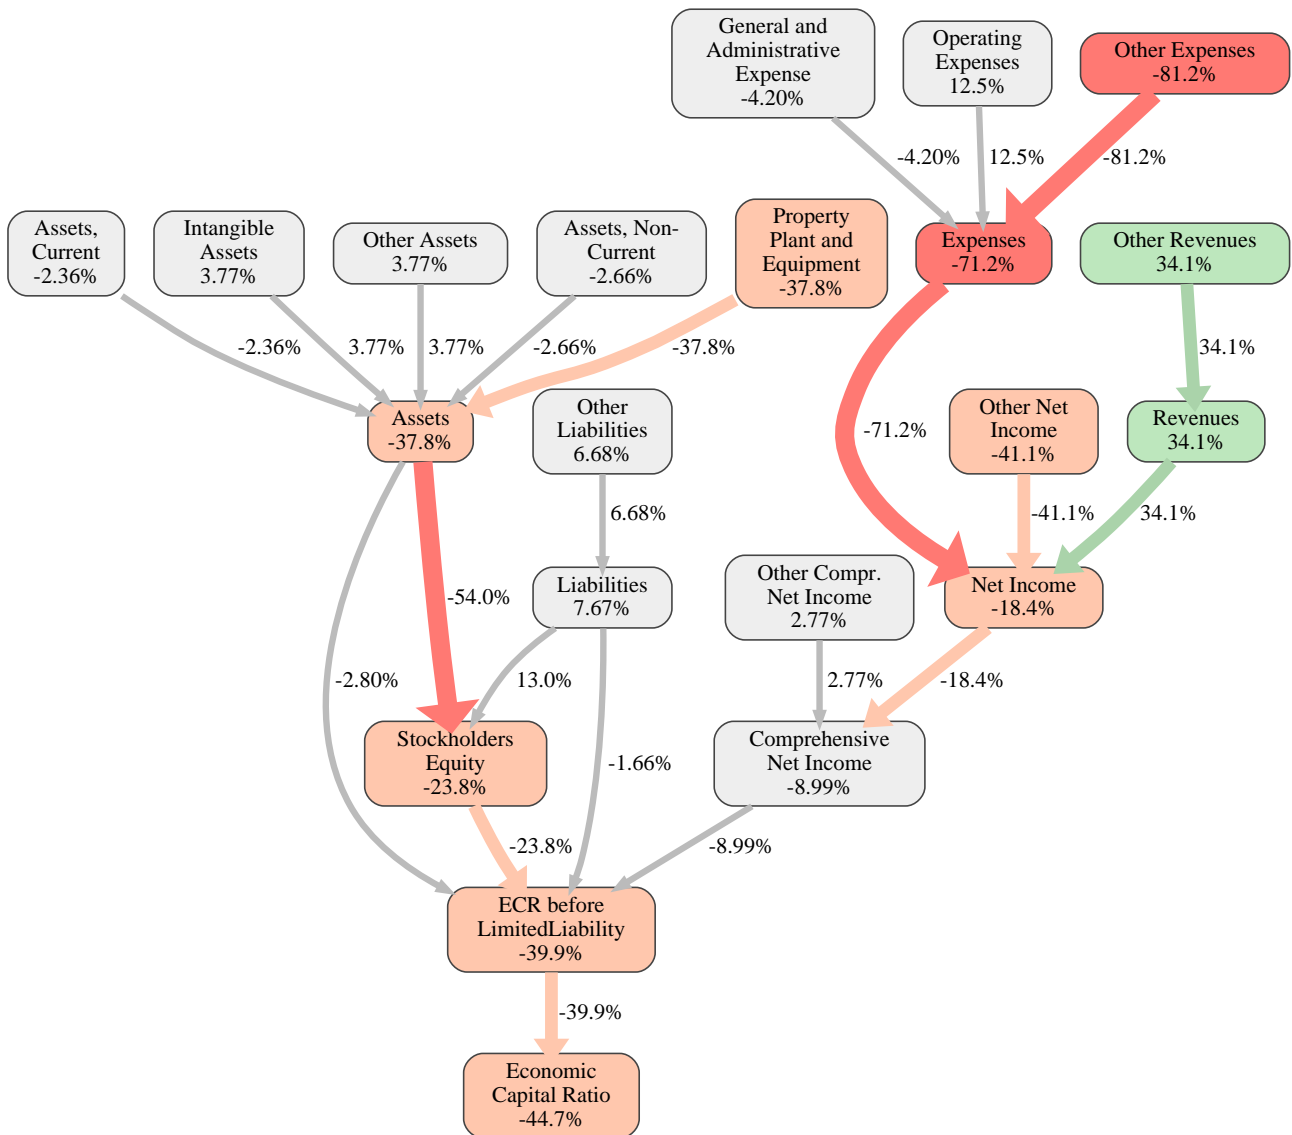 General and
Administrative
Expense
-4.20%
Operating
Expenses
12.5%
Other Expenses
-81.2%
-4.20%
12.5%
-81.2%
Assets,
Current
-2.36%
Intangible
Assets
3.77%
Other Assets
3.77%
Assets, Non-
Current
-2.66%
Property
Plant and
Equipment
-37.8%
Expenses
-71.2%
Other Revenues
34.1%
-2.36%
3.77%
3.77%
-2.66%
-37.8%
34.1%
Assets
-37.8%
Other
Liabilities
6.68%
-71.2%
Other Net
Income
-41.1%
Revenues
34.1%
6.68%
-41.1%
34.1%
-54.0%
Liabilities
7.67%
Other Compr.
Net Income
2.77%
Net Income
-18.4%
-2.80%
13.0%
2.77%
-18.4%
Stockholders
Equity
-23.8%
-1.66%
Comprehensive
Net Income
-8.99%
-23.8%
-8.99%
ECR before
LimitedLiability
-39.9%
-39.9%
Economic
Capital Ratio
-44.7%